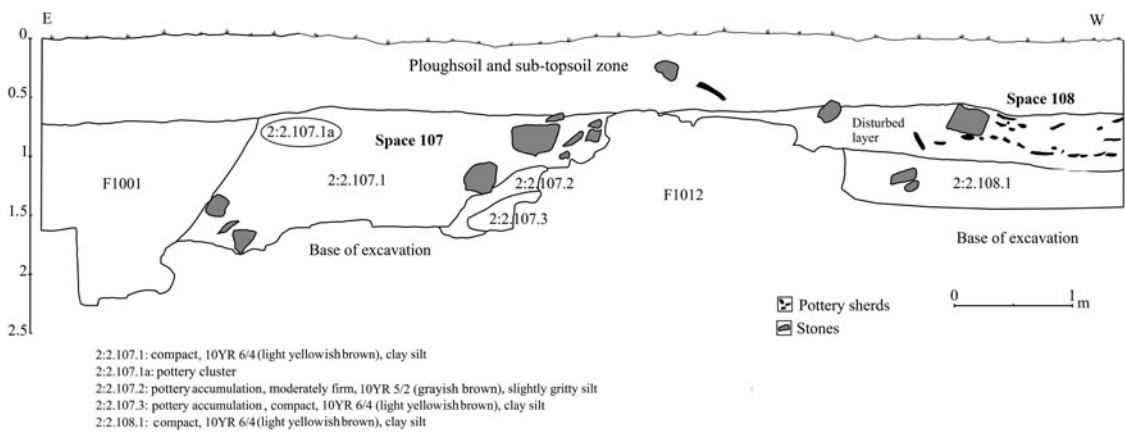 E
W
0
0.5
1
1.5
2
2.5
Ploughsoil and sub-topsoil zone
Space 108
2:2.107.1a
Space 107
Disturbed
layer
F1001
2:2.107.1
2:2.107.2
F1012
2:2.108.1
2:2.107.3
Base of excavation
Base of excavation
Pottery sherds
Stones
0
1
m
2:2.107.1: compact, 10YR 6/4 (light yellowish brown), clay silt
2:2.107.1a: pottery cluster
2:2.107.2: pottery accumulation, moderately firm, 10YR 5/2 (grayish brown), slightly gritty silt
2:2.107.3: pottery accumulation, compact, 10YR 6/4 (light yellowish brown), clay silt
2:2.108.1: compact, 10YR 6/4 (light yellowish brown), clay silt